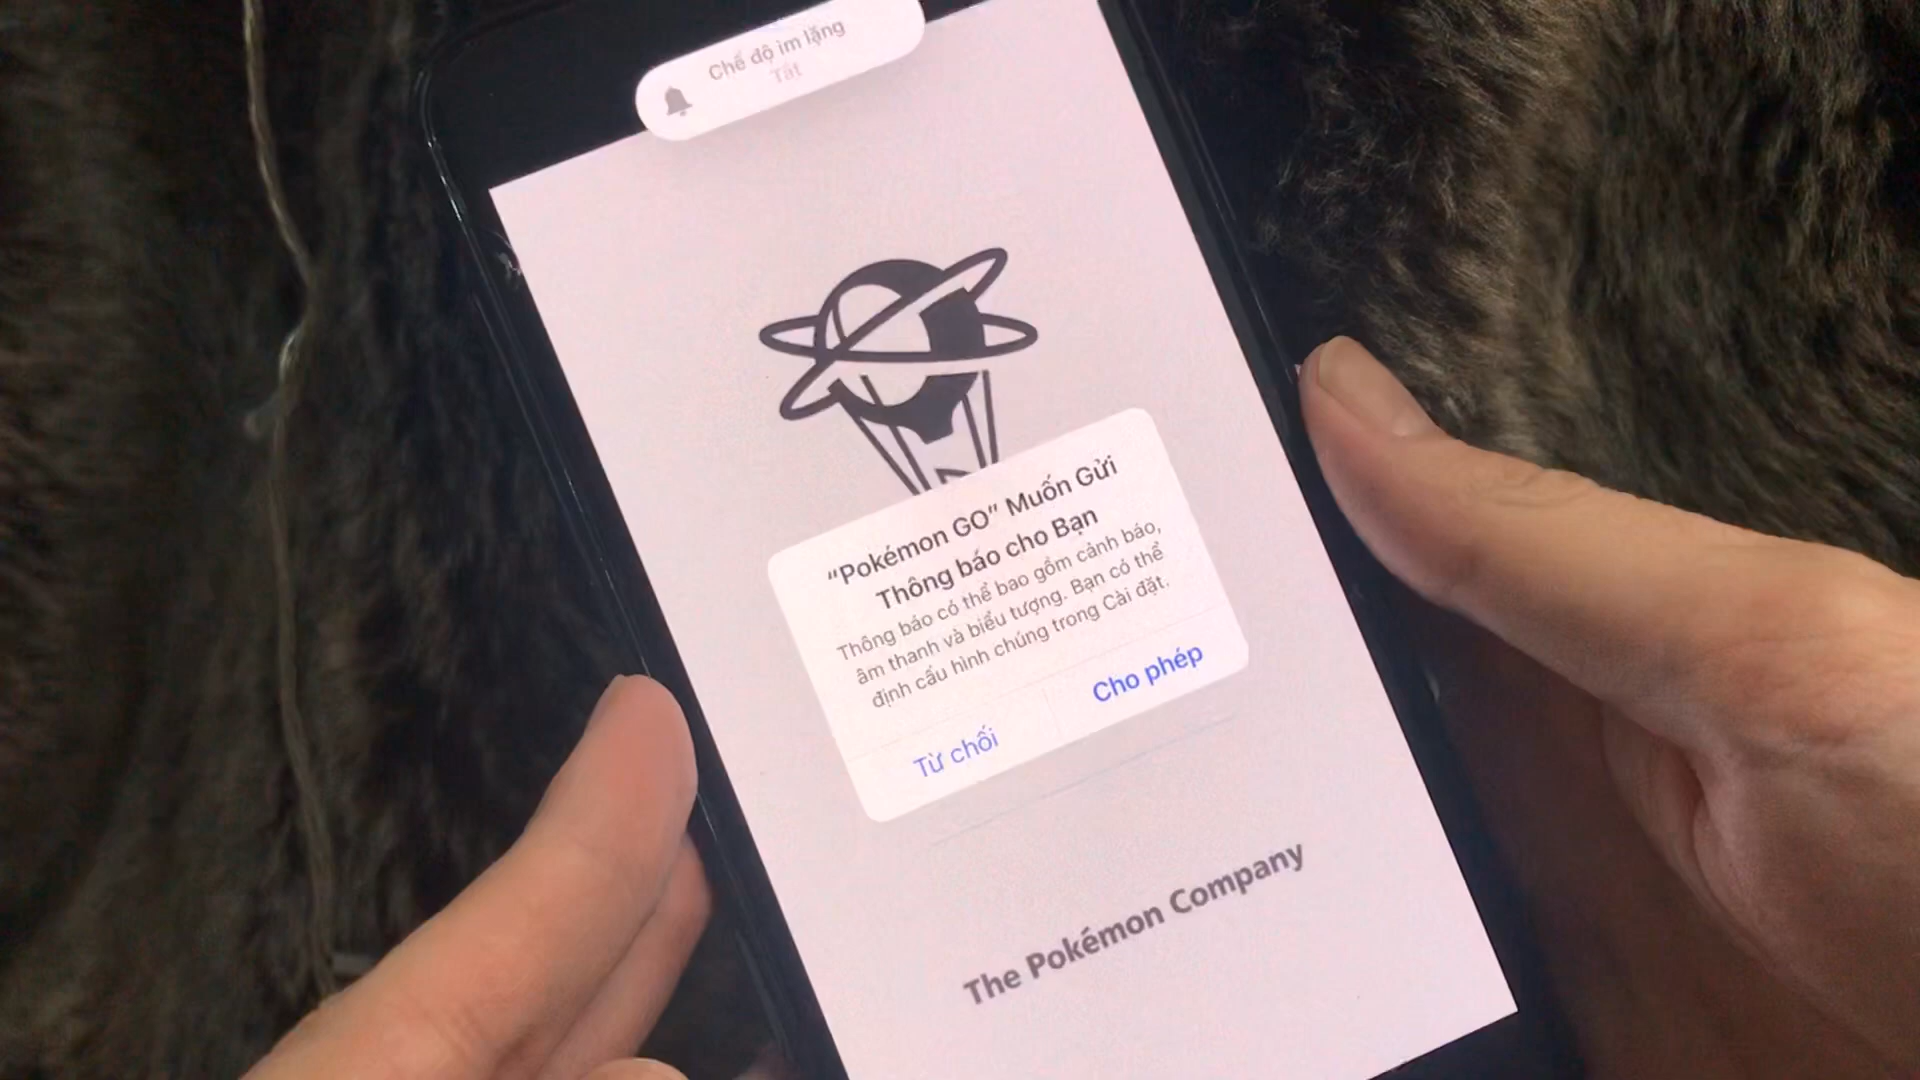 Chế độ im lặng
Tắt
“Pokémon GO” Muốn Gửi
Thông báo cho Bạn
Thông báo có thể bao gồm cảnh báo,
âm thanh và biểu tượng. Bạn có thể
định cấu hình chúng trong Cài đặt.
Từ chối
Cho phép
The Pokémon Company